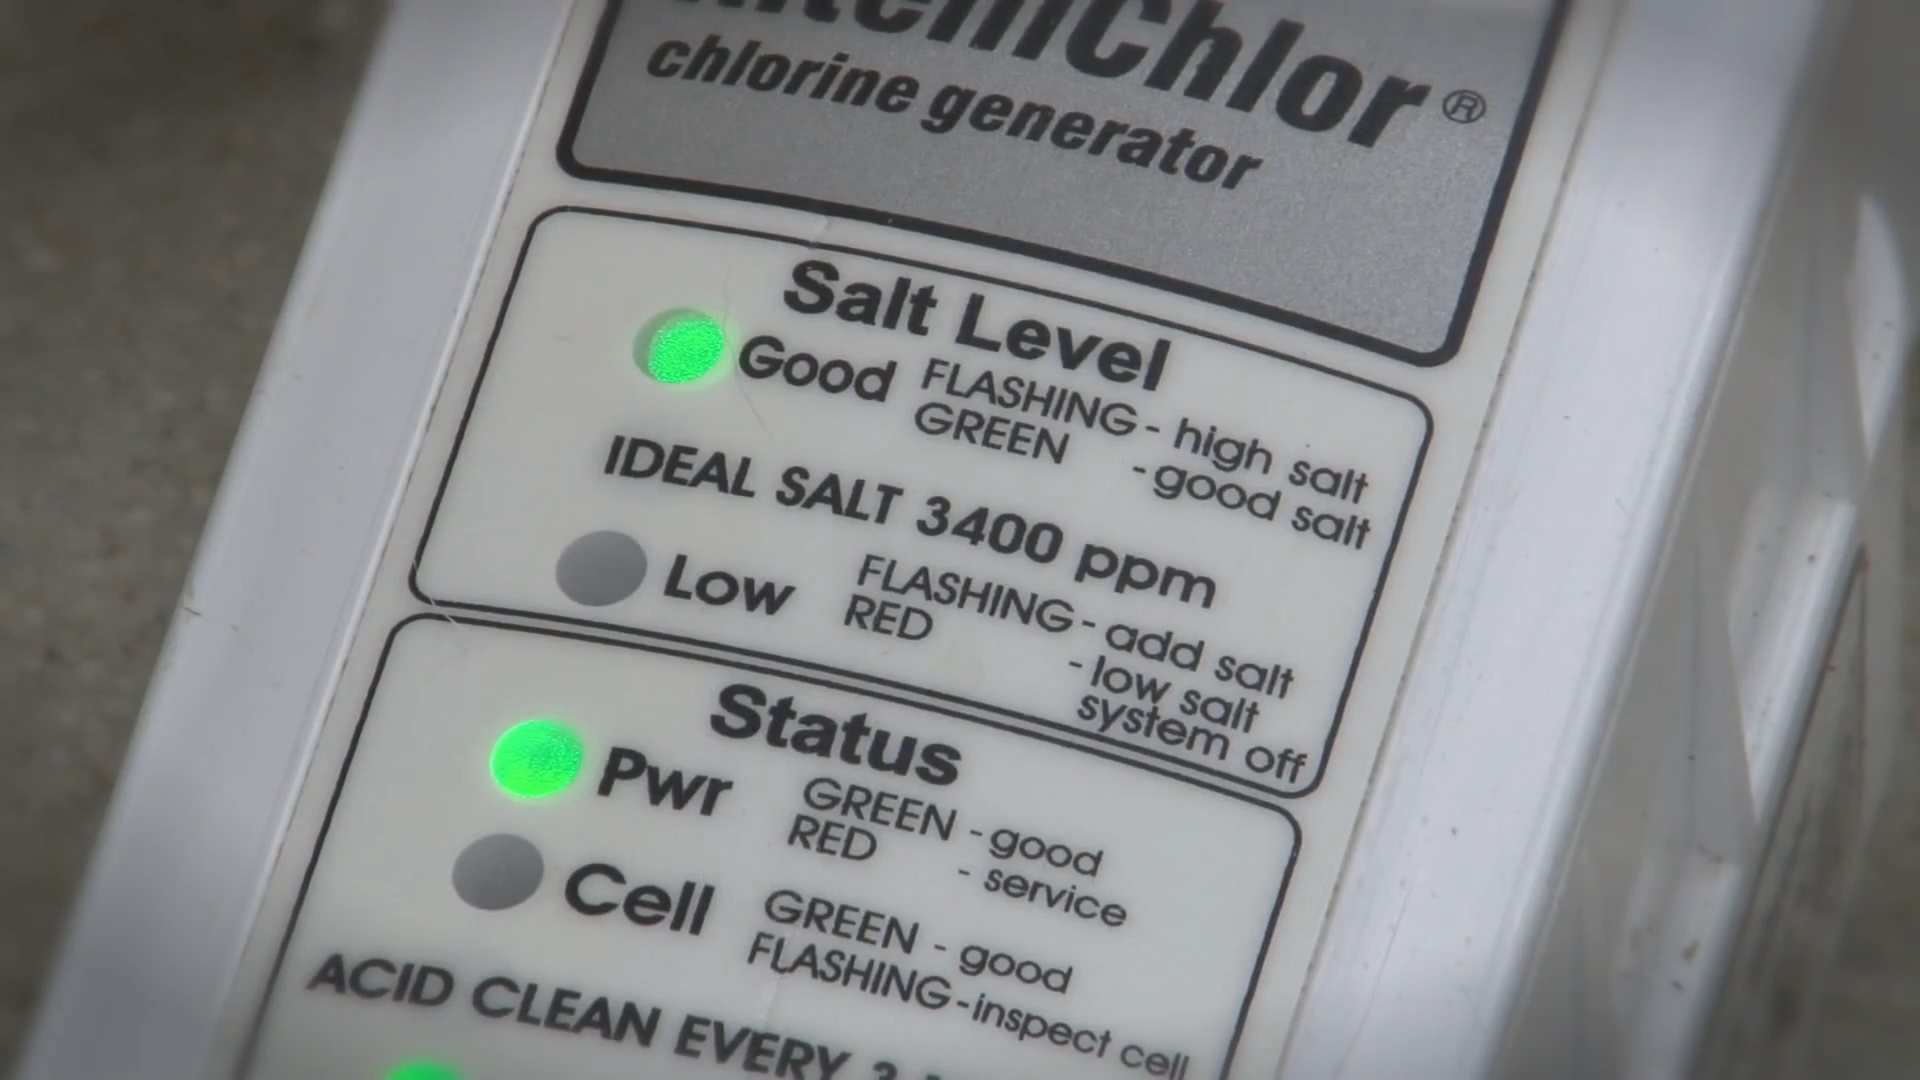 chlorine generator
Salt Level
Good FLASHING - high salt
GREEN - good salt
IDEAL SALT 3400 ppm
Low FLASHING - add salt
RED - low salt
system off
Status
Pwr GREEN - good
RED - service
Cell GREEN - good
FLASHING - inspect cell
ACID CLEAN EVERY